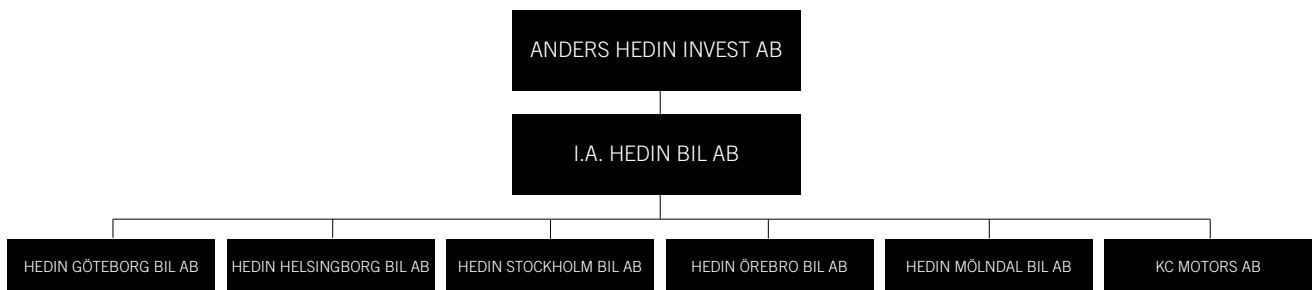 ANDERS HEDIN INVEST AB
I.A. HEDIN BIL AB
HEDIN GÖTEBORG BIL AB
HEDIN HELSINGBORG BIL AB
HEDIN STOCKHOLM BIL AB
HEDIN ÖREBRO BIL AB
HEDIN MÖLNDAL BIL AB
KC MOTORS AB